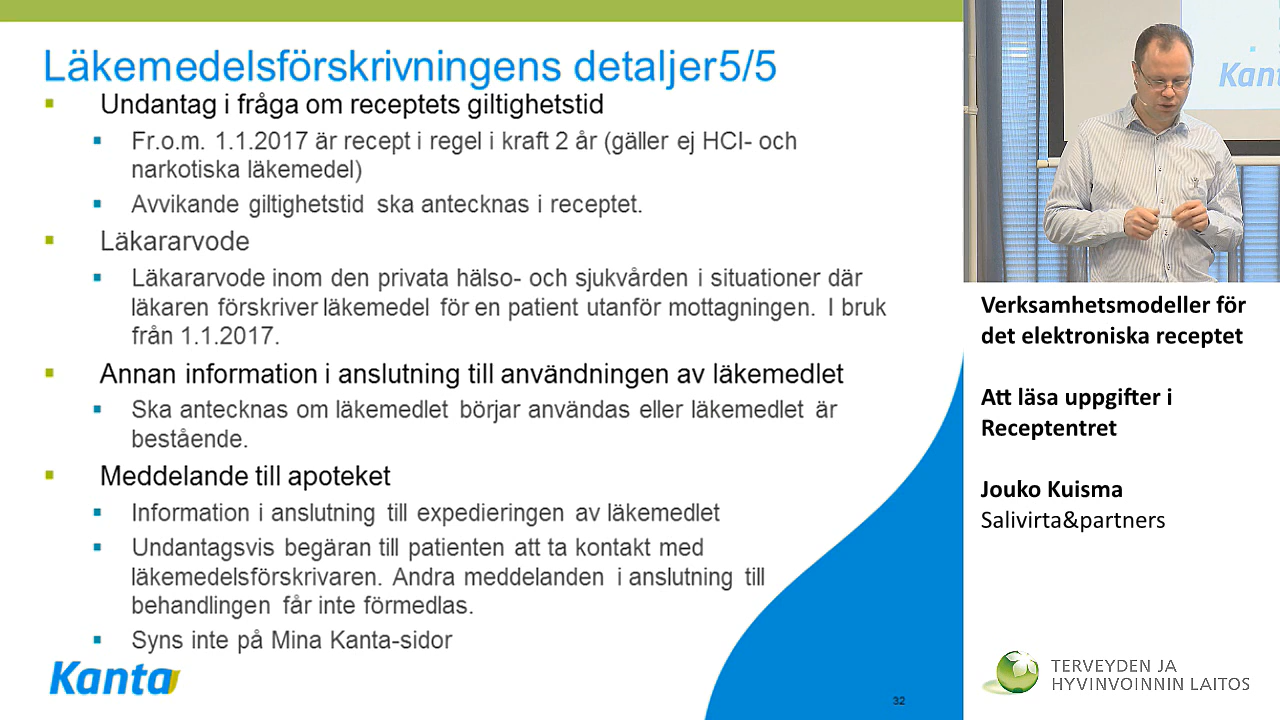 Läkemedelsförskrivningens detaljer5/5
Undantag i fråga om receptets giltighetstid
Fr.o.m. 1.1.2017 är recept i regel i kraft 2 år (gäller ej HCI- och
narkotiska läkemedel)
Avvikande giltighetstid ska antecknas i receptet.
Läkararvode
Läkararvode inom den privata hälso- och sjukvården i situationer där
läkaren förskriver läkemedel för en patient utanför mottagningen. I bruk
från 1.1.2017.
Annan information i anslutning till användningen av läkemedlet
Ska antecknas om läkemedlet börjar användas eller läkemedlet är
bestående.
Meddelande till apoteket
Information i anslutning till expedieringen av läkemedlet
Undantagsvis begäran till patienten att ta kontakt med
läkemedelsförskrivaren. Andra meddelanden i anslutning till
behandlingen får inte förmedlas.
Syns inte på Mina Kanta-sidor
Kanta
32
Kant
Verksamhetsmodeller för
det elektroniska receptet
Att läsa uppgifter i
Receptentret
Jouko Kuisma
Salivirta&partners
TERVEYDEN JA
HYVINVOINNIN LAITOS